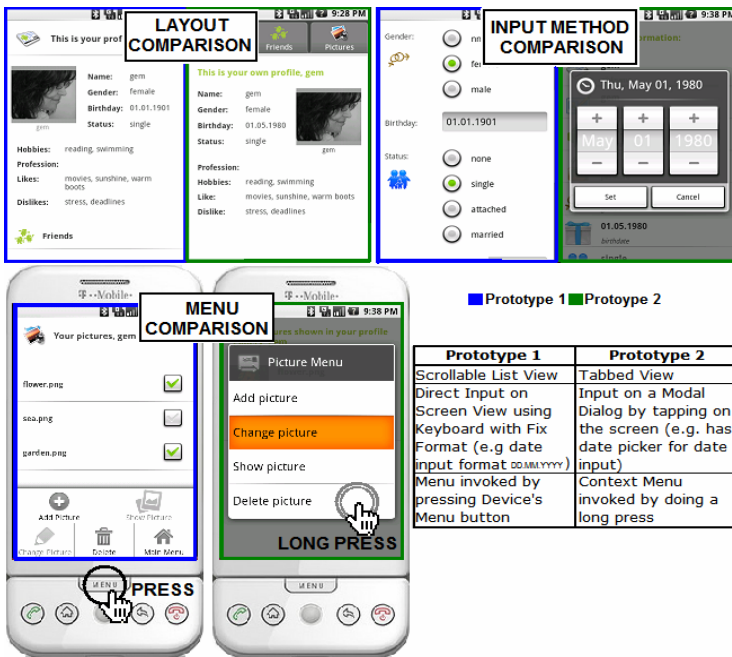 LAYOUT
COMPARISON
This is your prof
Name: gem
Gender: female
Birthday: 01.01.1901
Status: single
gem
Hobbies: reading, swimming
Profession:
Likes: movies, sunshine, warm
boots
Dislikes: stress, deadlines
Friends
9:28 PM
Friends
Pictures
This is your own profile, gem
Name: gem
Gender: female
Birthday: 01.05.1980
Status: single
gem
Profession:
Hobbies: reading, swimming
Like: movies, sunshine, warm boots
Dislike: stress, deadlines
INPUT METHOD
COMPARISON
Gender:
male
Birthday: 01.01.1901
Status: none
single
attached
married
9:38 PM
rmation:
Thu, May 01, 1980
+ + +
May 01 1980
− − −
Set Cancel
01.05.1980
birthdate
single
MENU
COMPARISON
T··Mobile·
Your pictures, gem
flower.png
sea.png
garden.png
Add Picture Show Picture
Change Picture Delete Main Menu
MENU
PRESS
T··Mobile·
9:38 PM
ures shown in your profile
Picture Menu
Add picture
Change picture
Show picture
Delete picture
LONG PRESS
MENU
Prototype 1 Protoype 2
Prototype 1 Prototype 2
Scrollable List View Tabbed View
Direct Input on Input on a Modal
Screen View using Dialog by tapping on
Keyboard with Fix the screen (e.g. has
Format (e.g date date picker for date
input format DD.MM.YYYY ) input)
Menu invoked by Context Menu
pressing Device's invoked by doing a
Menu button long press